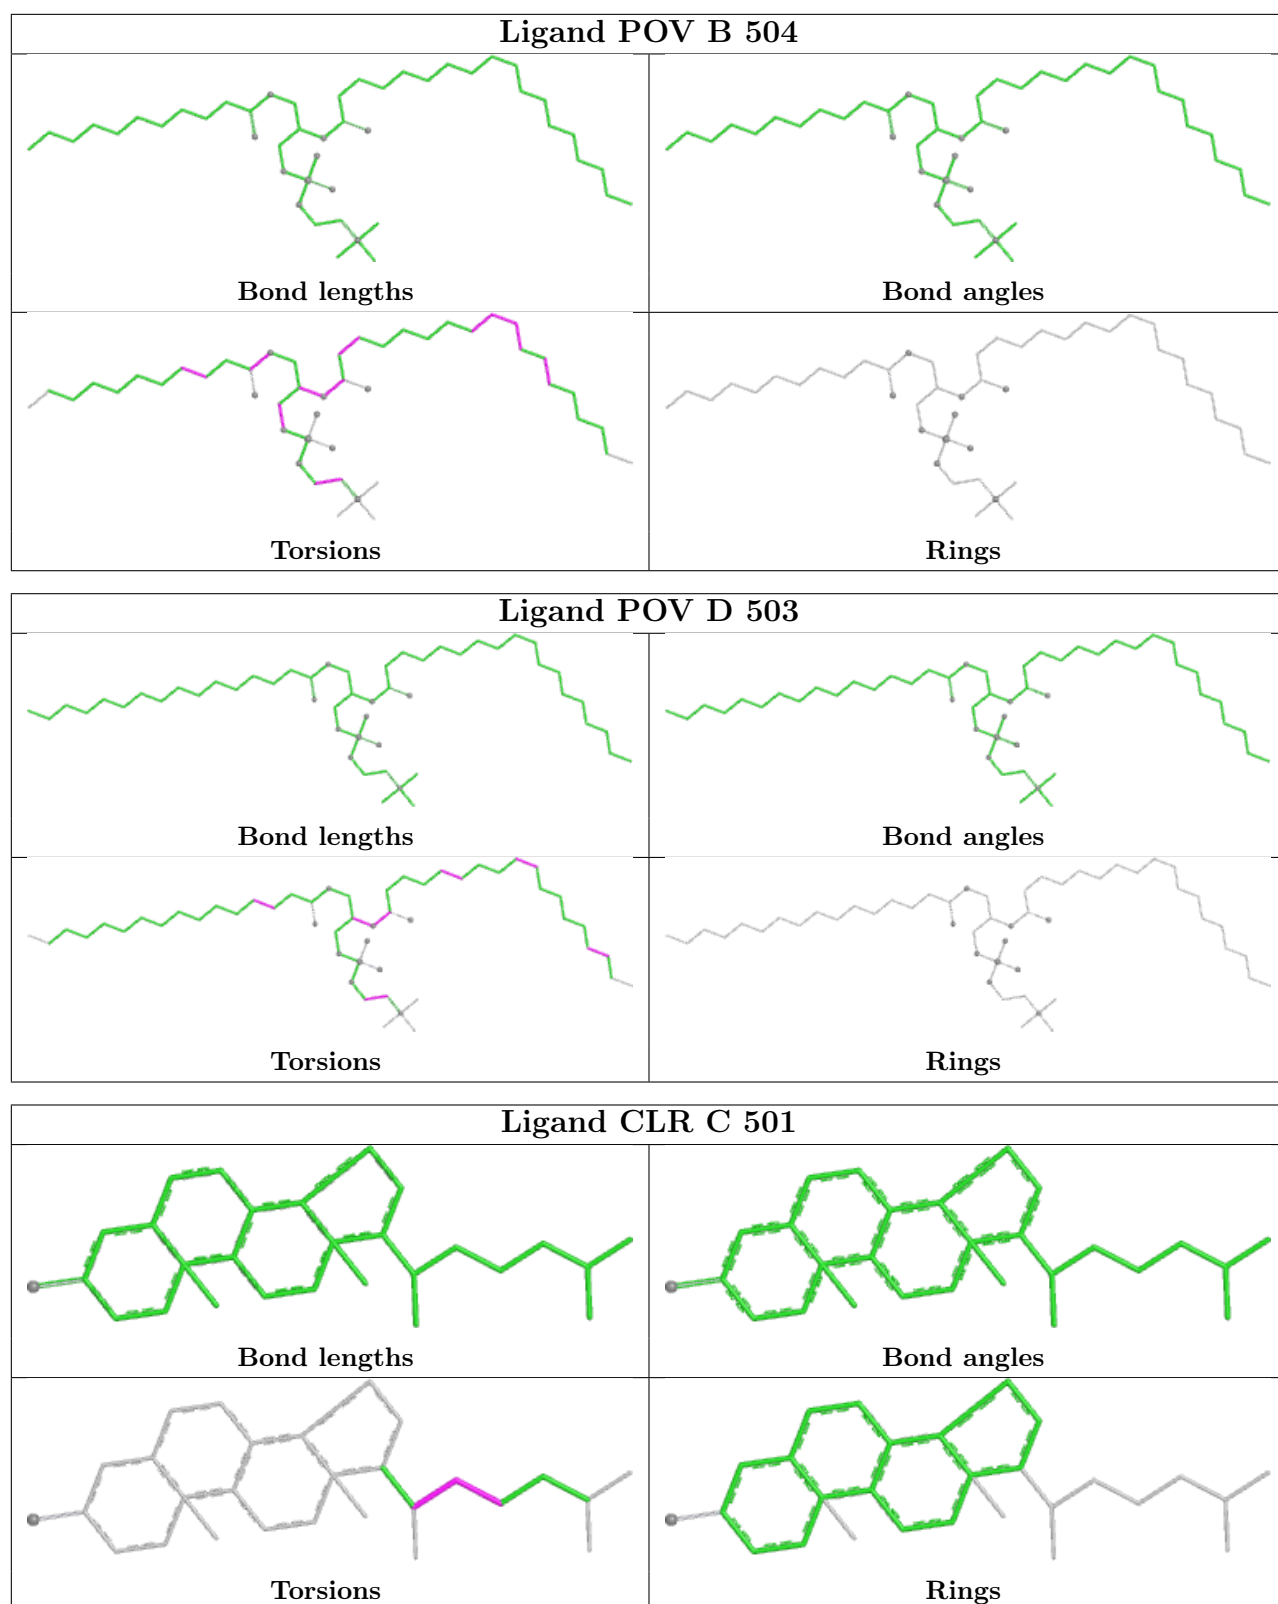 Ligand POV B 504
Bond lengths
Bond angles
Torsions
Rings
Ligand POV D 503
Bond lengths
Bond angles
Torsions
Rings
Ligand CLR C 501
Bond lengths
Bond angles
Torsions
Rings